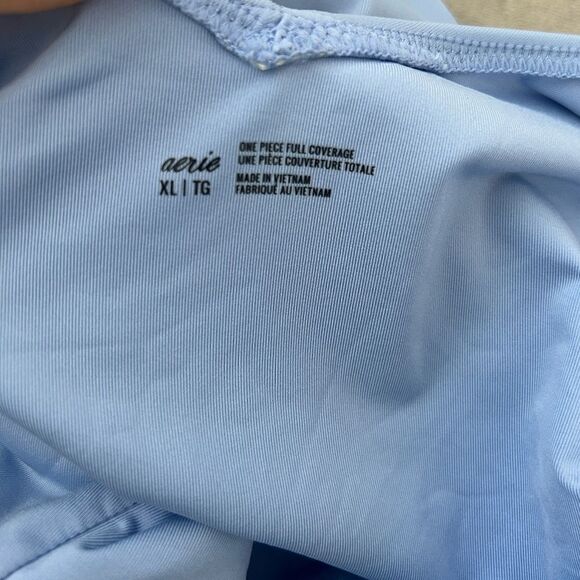 aerie
XL | TG
ONE PIECE FULL COVERAGE
UNE PIÈCE COUVERTURE TOTALE
MADE IN VIETNAM
FABRIQUÉ AU VIETNAM